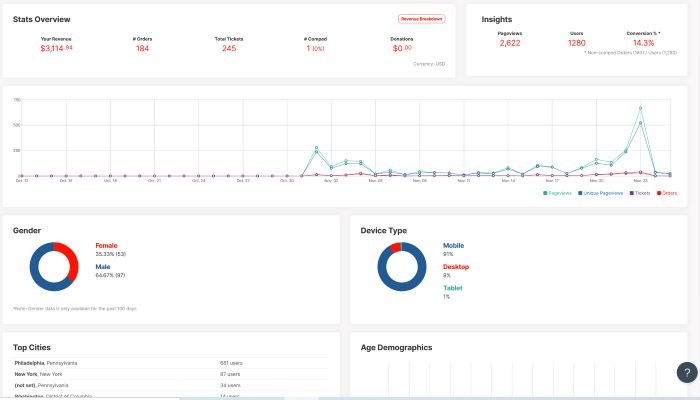 Stats Overview
Revenue Breakdown
Your Revenue
# Orders
Total Tickets
# Comped
Donations
$3,114.94
184
245
1 (0%)
$0.00
Currency: USD
Insights
Pageviews
Users
Conversion % *
2,622
1280
14.3%
* Non-comped Orders (183) / Users (1,280)
750
500
250
Oct. 12
Oct. 15
Oct. 18
Oct. 21
Oct. 24
Oct. 27
Oct. 30
Nov. 02
Nov. 05
Nov. 08
Nov. 11
Nov. 14
Nov. 17
Nov. 20
Nov. 23
Pageviews
Unique Pageviews
Tickets
Orders
Gender
Female
35.33% (53)
Male
64.67% (97)
*Note: Gender data is only available for the past 100 days
Device Type
Mobile
91%
Desktop
8%
Tablet
1%
Top Cities
Philadelphia, Pennsylvania
681 users
New York, New York
87 users
(not set), Pennsylvania
34 users
Washington, District of Columbia
14 users
Age Demographics
?